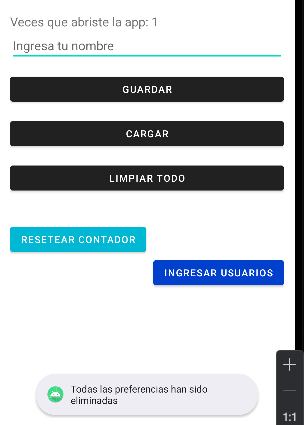 Veces que abriste la app: 1
Ingresa tu nombre
GUARDAR
CARGAR
LIMPIAR TODO
RESETEAR CONTADOR
INGRESAR USUARIOS
Todas las preferencias han sido
eliminadas
1:1